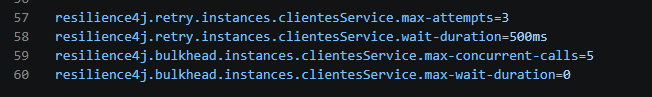 57 resilience4j.retry.instances.clientesService.max-attempts=3
58 resilience4j.retry.instances.clientesService.wait-duration=500ms
59 resilience4j.bulkhead.instances.clientesService.max-concurrent-calls=5
60 resilience4j.bulkhead.instances.clientesService.max-wait-duration=0